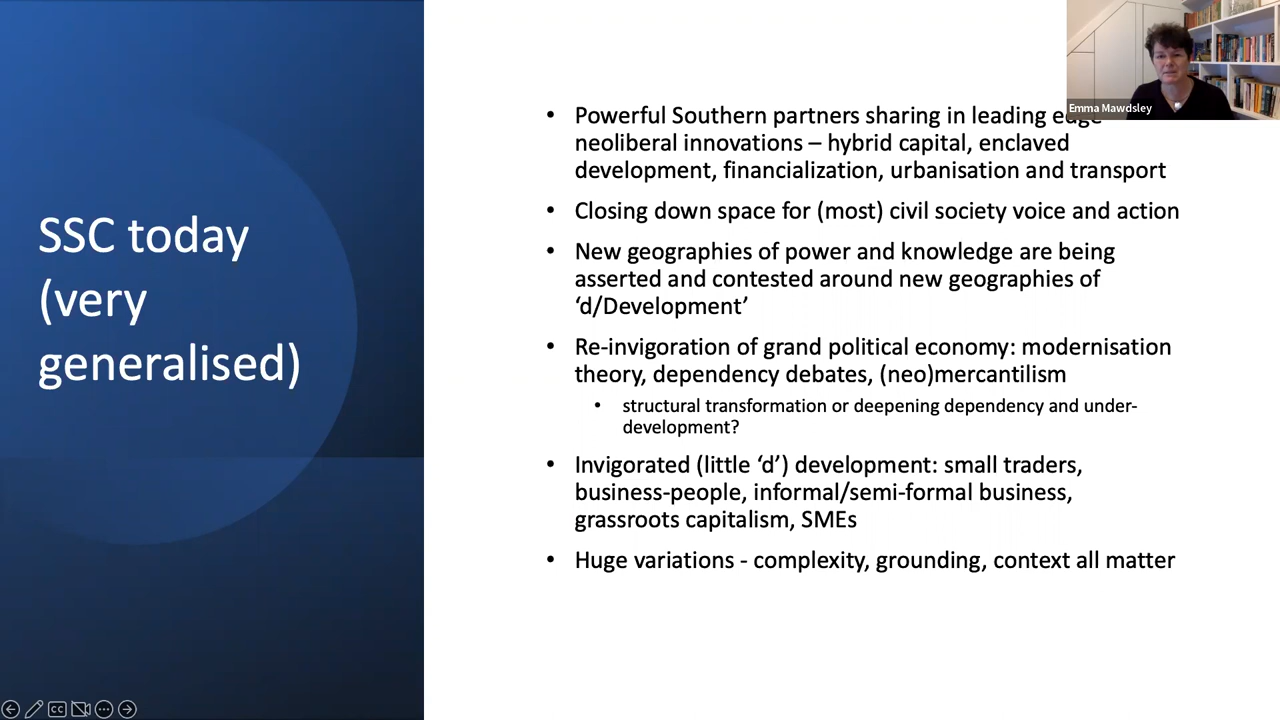 SSC today
(very
generalised)
• Powerful Southern partners sharing in leading edge
neoliberal innovations – hybrid capital, enclaved
development, financialization, urbanisation and transport
• Closing down space for (most) civil society voice and action
• New geographies of power and knowledge are being
asserted and contested around new geographies of
‘d/Development’
• Re-invigoration of grand political economy: modernisation
theory, dependency debates, (neo)mercantilism
• structural transformation or deepening dependency and under-
development?
• Invigorated (little ‘d’) development: small traders,
business-people, informal/semi-formal business,
grassroots capitalism, SMEs
• Huge variations - complexity, grounding, context all matter
Emma Mawdsley
CC